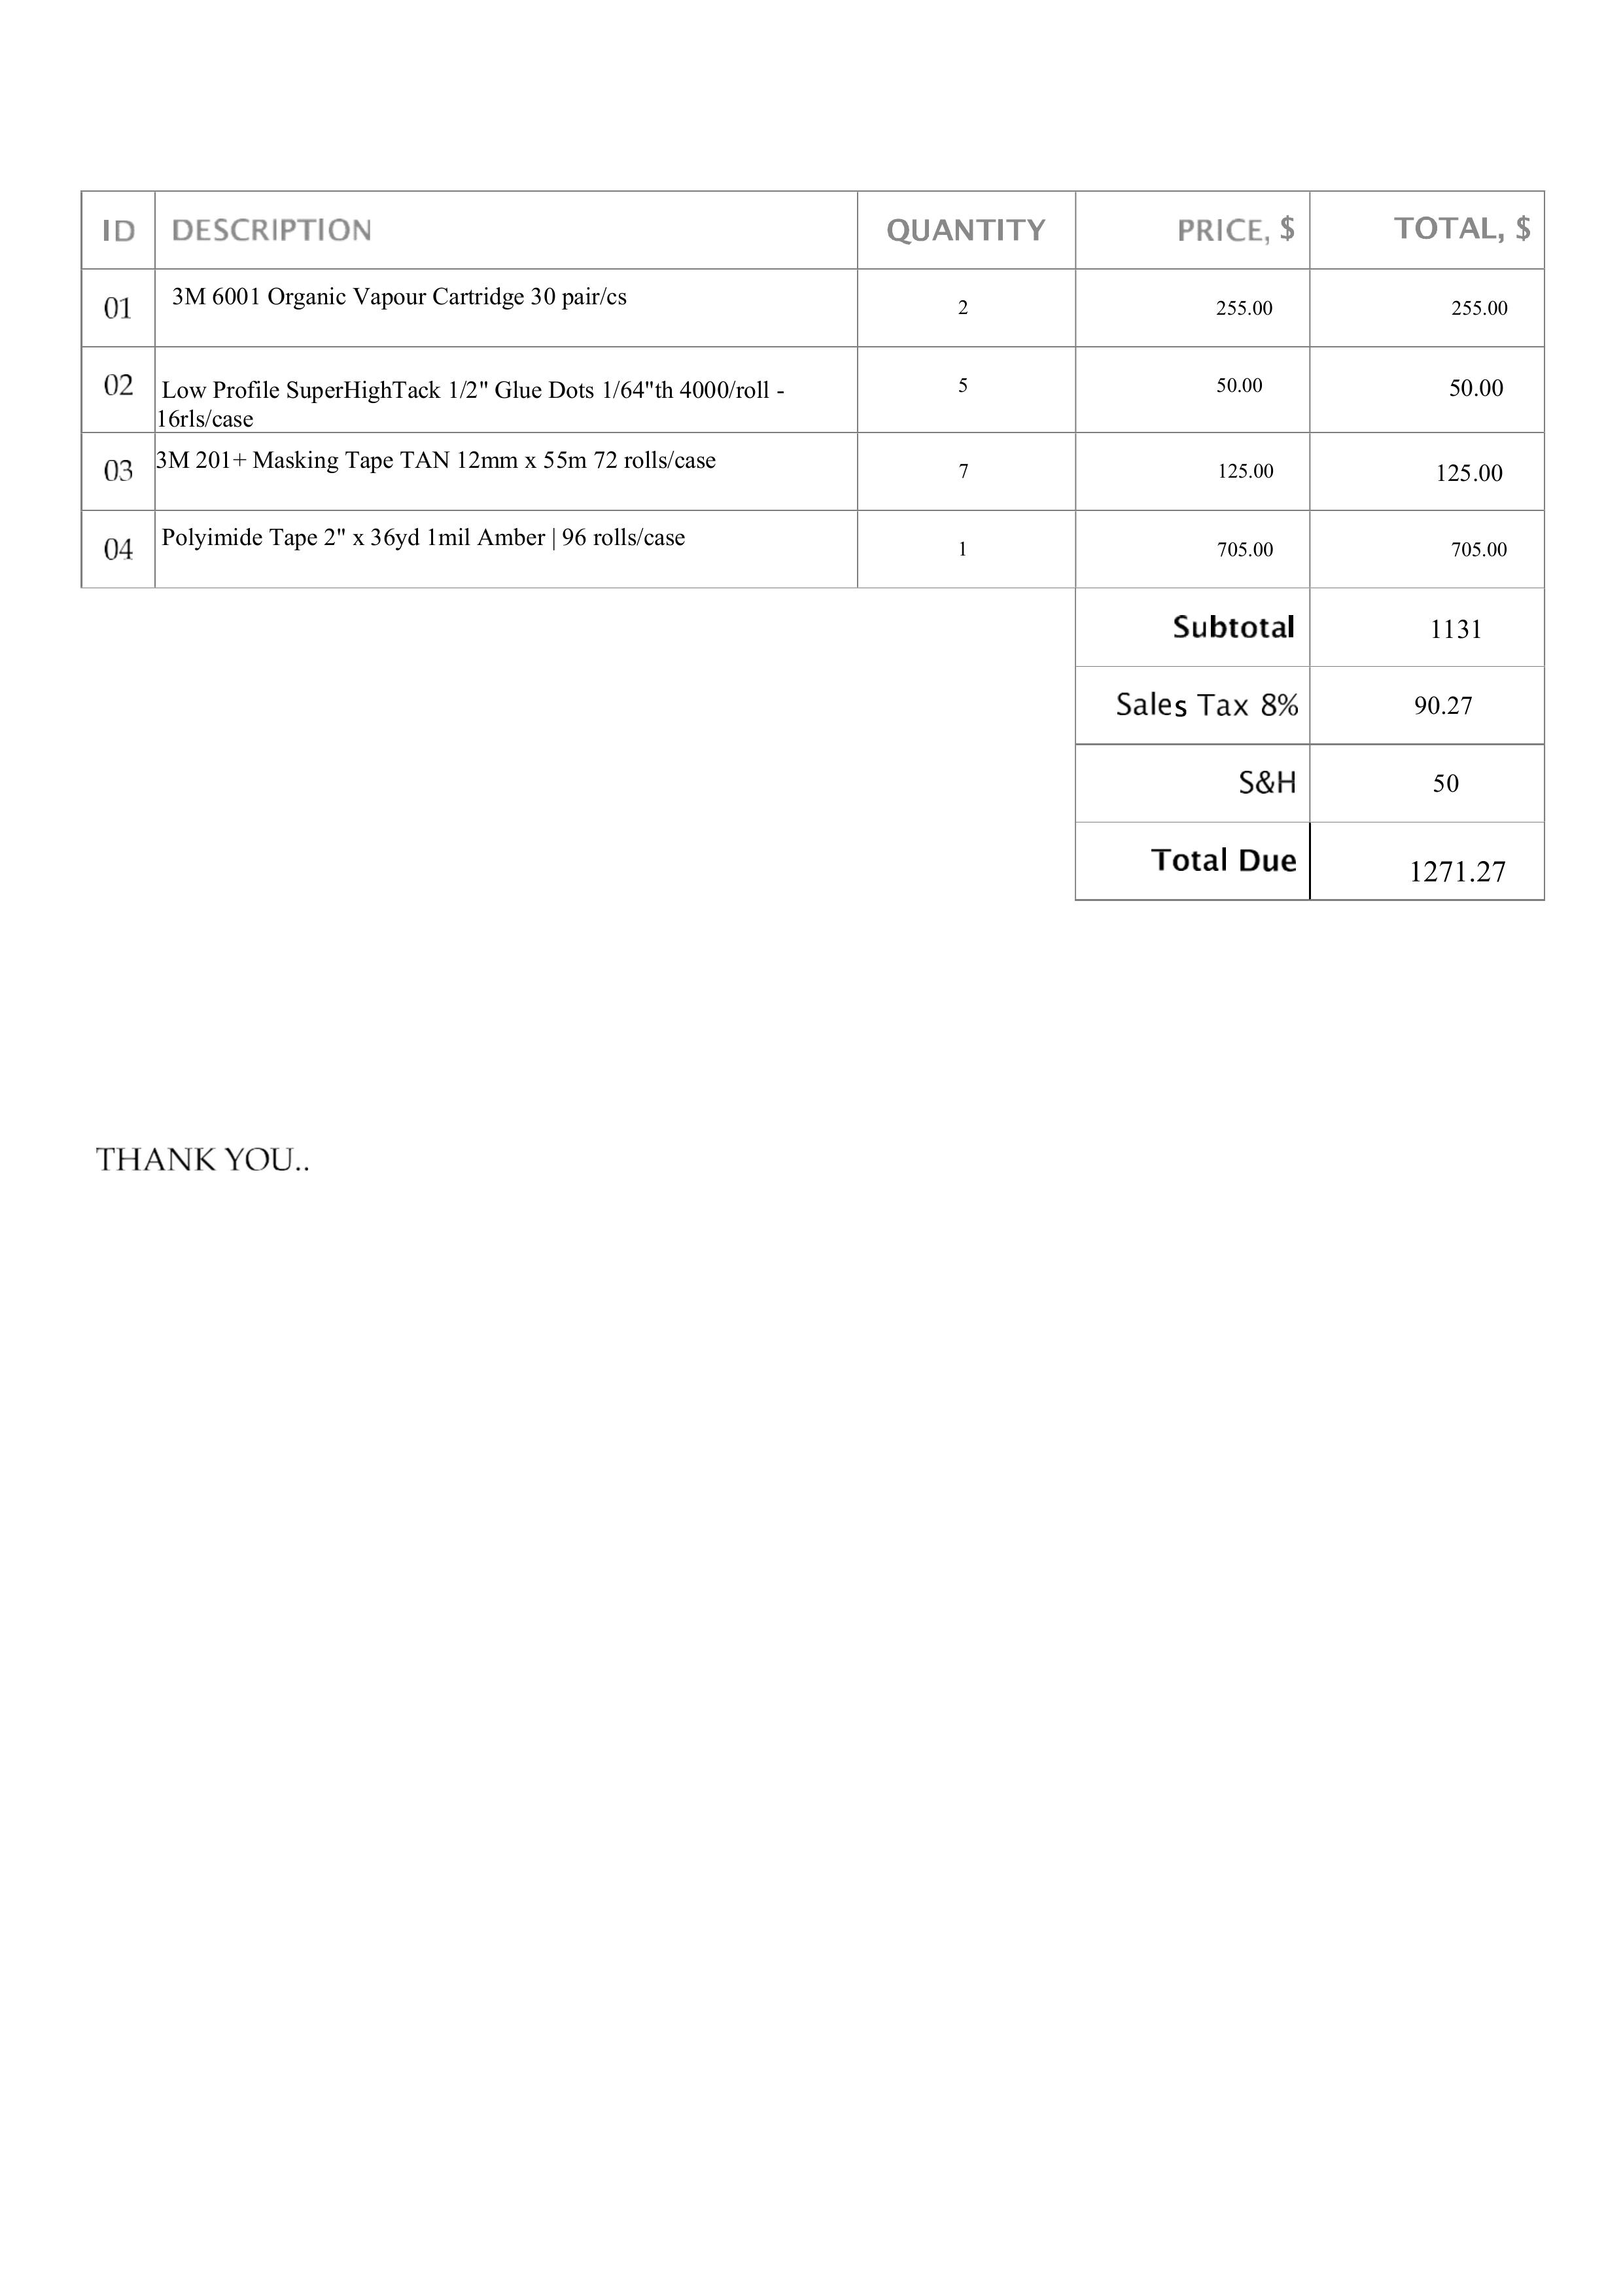 ID DESCRIPTION QUANTITY PRICE, $ TOTAL, $
01 3M 6001 Organic Vapour Cartridge 30 pair/cs 2 255.00 255.00
02 Low Profile SuperHighTack 1/2" Glue Dots 1/64"th 4000/roll - 5 50.00 50.00
16rls/case
03 3M 201+ Masking Tape TAN 12mm x 55m 72 rolls/case 7 125.00 125.00
04 Polyimide Tape 2" x 36yd 1mil Amber | 96 rolls/case 1 705.00 705.00
Subtotal 1131
Sales Tax 8% 90.27
S&H 50
Total Due 1271.27
THANK YOU..